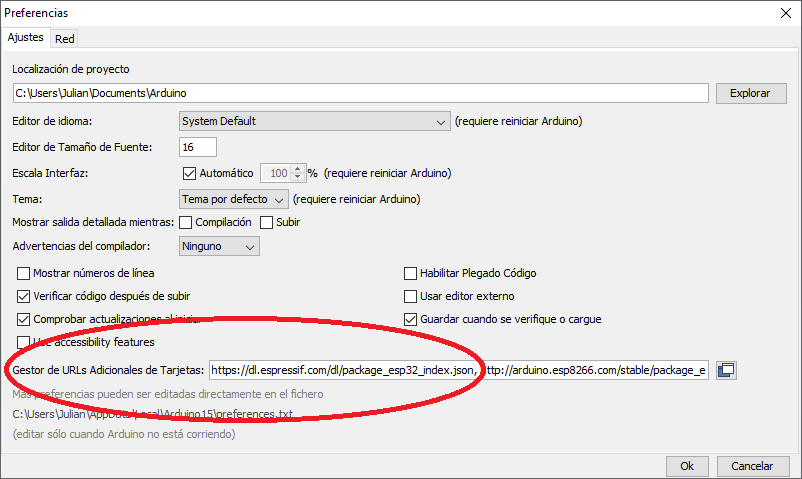 Preferencias
Ajustes Red
Localización de proyecto
C:\Users\Julian\Documents\Arduino Explorar
Editor de idioma: System Default (requiere reiniciar Arduino)
Editor de Tamaño de Fuente: 16
Escala Interfaz: Automático 100 % (requiere reiniciar Arduino)
Tema: Tema por defecto (requiere reiniciar Arduino)
Mostrar salida detallada mientras: Compilación Subir
Advertencias del compilador: Ninguno
Mostrar números de línea Habilitar Plegado Código
Verificar código después de subir Usar editor externo
Comprobar actualizaciones al iniciar Guardar cuando se verifique o cargue
Use accessibility features
Gestor de URLs Adicionales de Tarjetas: https://dl.espressif.com/dl/package_esp32_index.json, http://arduino.esp8266.com/stable/package_e
Más preferencias pueden ser editadas directamente en el fichero
C:\Users\Julian\AppData\Local\Arduino15\preferences.txt
(editar sólo cuando Arduino no está corriendo)
Ok Cancelar